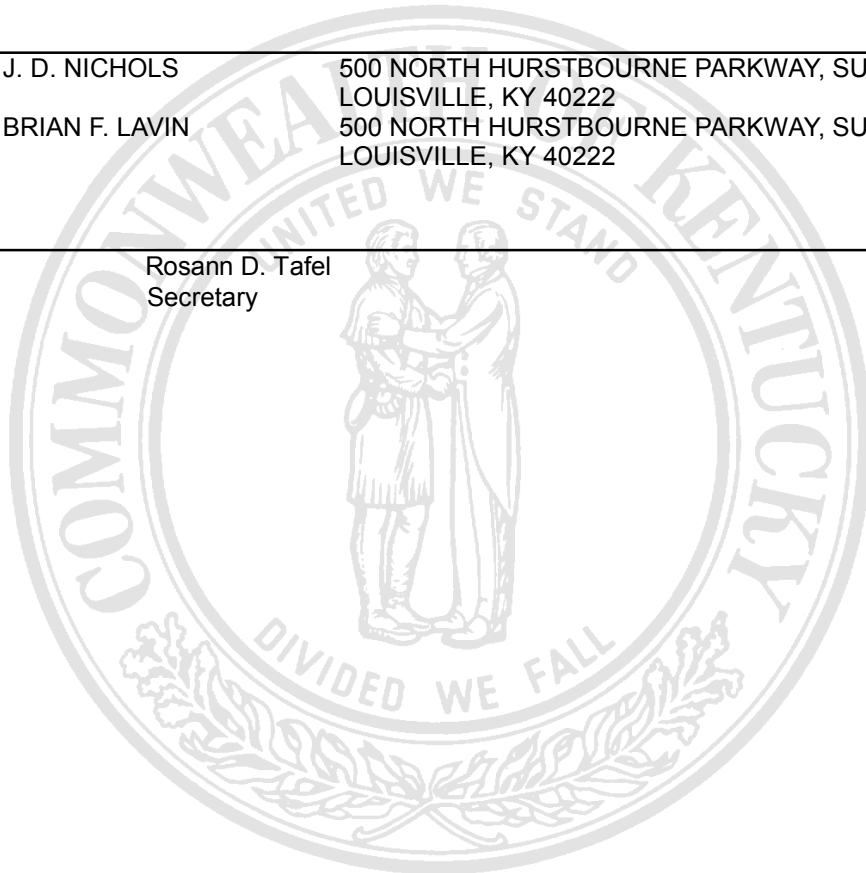 J. D. NICHOLS 500 NORTH HURSTBOURNE PARKWAY, SU
LOUISVILLE, KY 40222
BRIAN F. LAVIN 500 NORTH HURSTBOURNE PARKWAY, SU
LOUISVILLE, KY 40222
Rosann D. Tafel
Secretary
COMMONWEALTH OF KENTUCKY
UNITED WE STAND
DIVIDED WE FALL